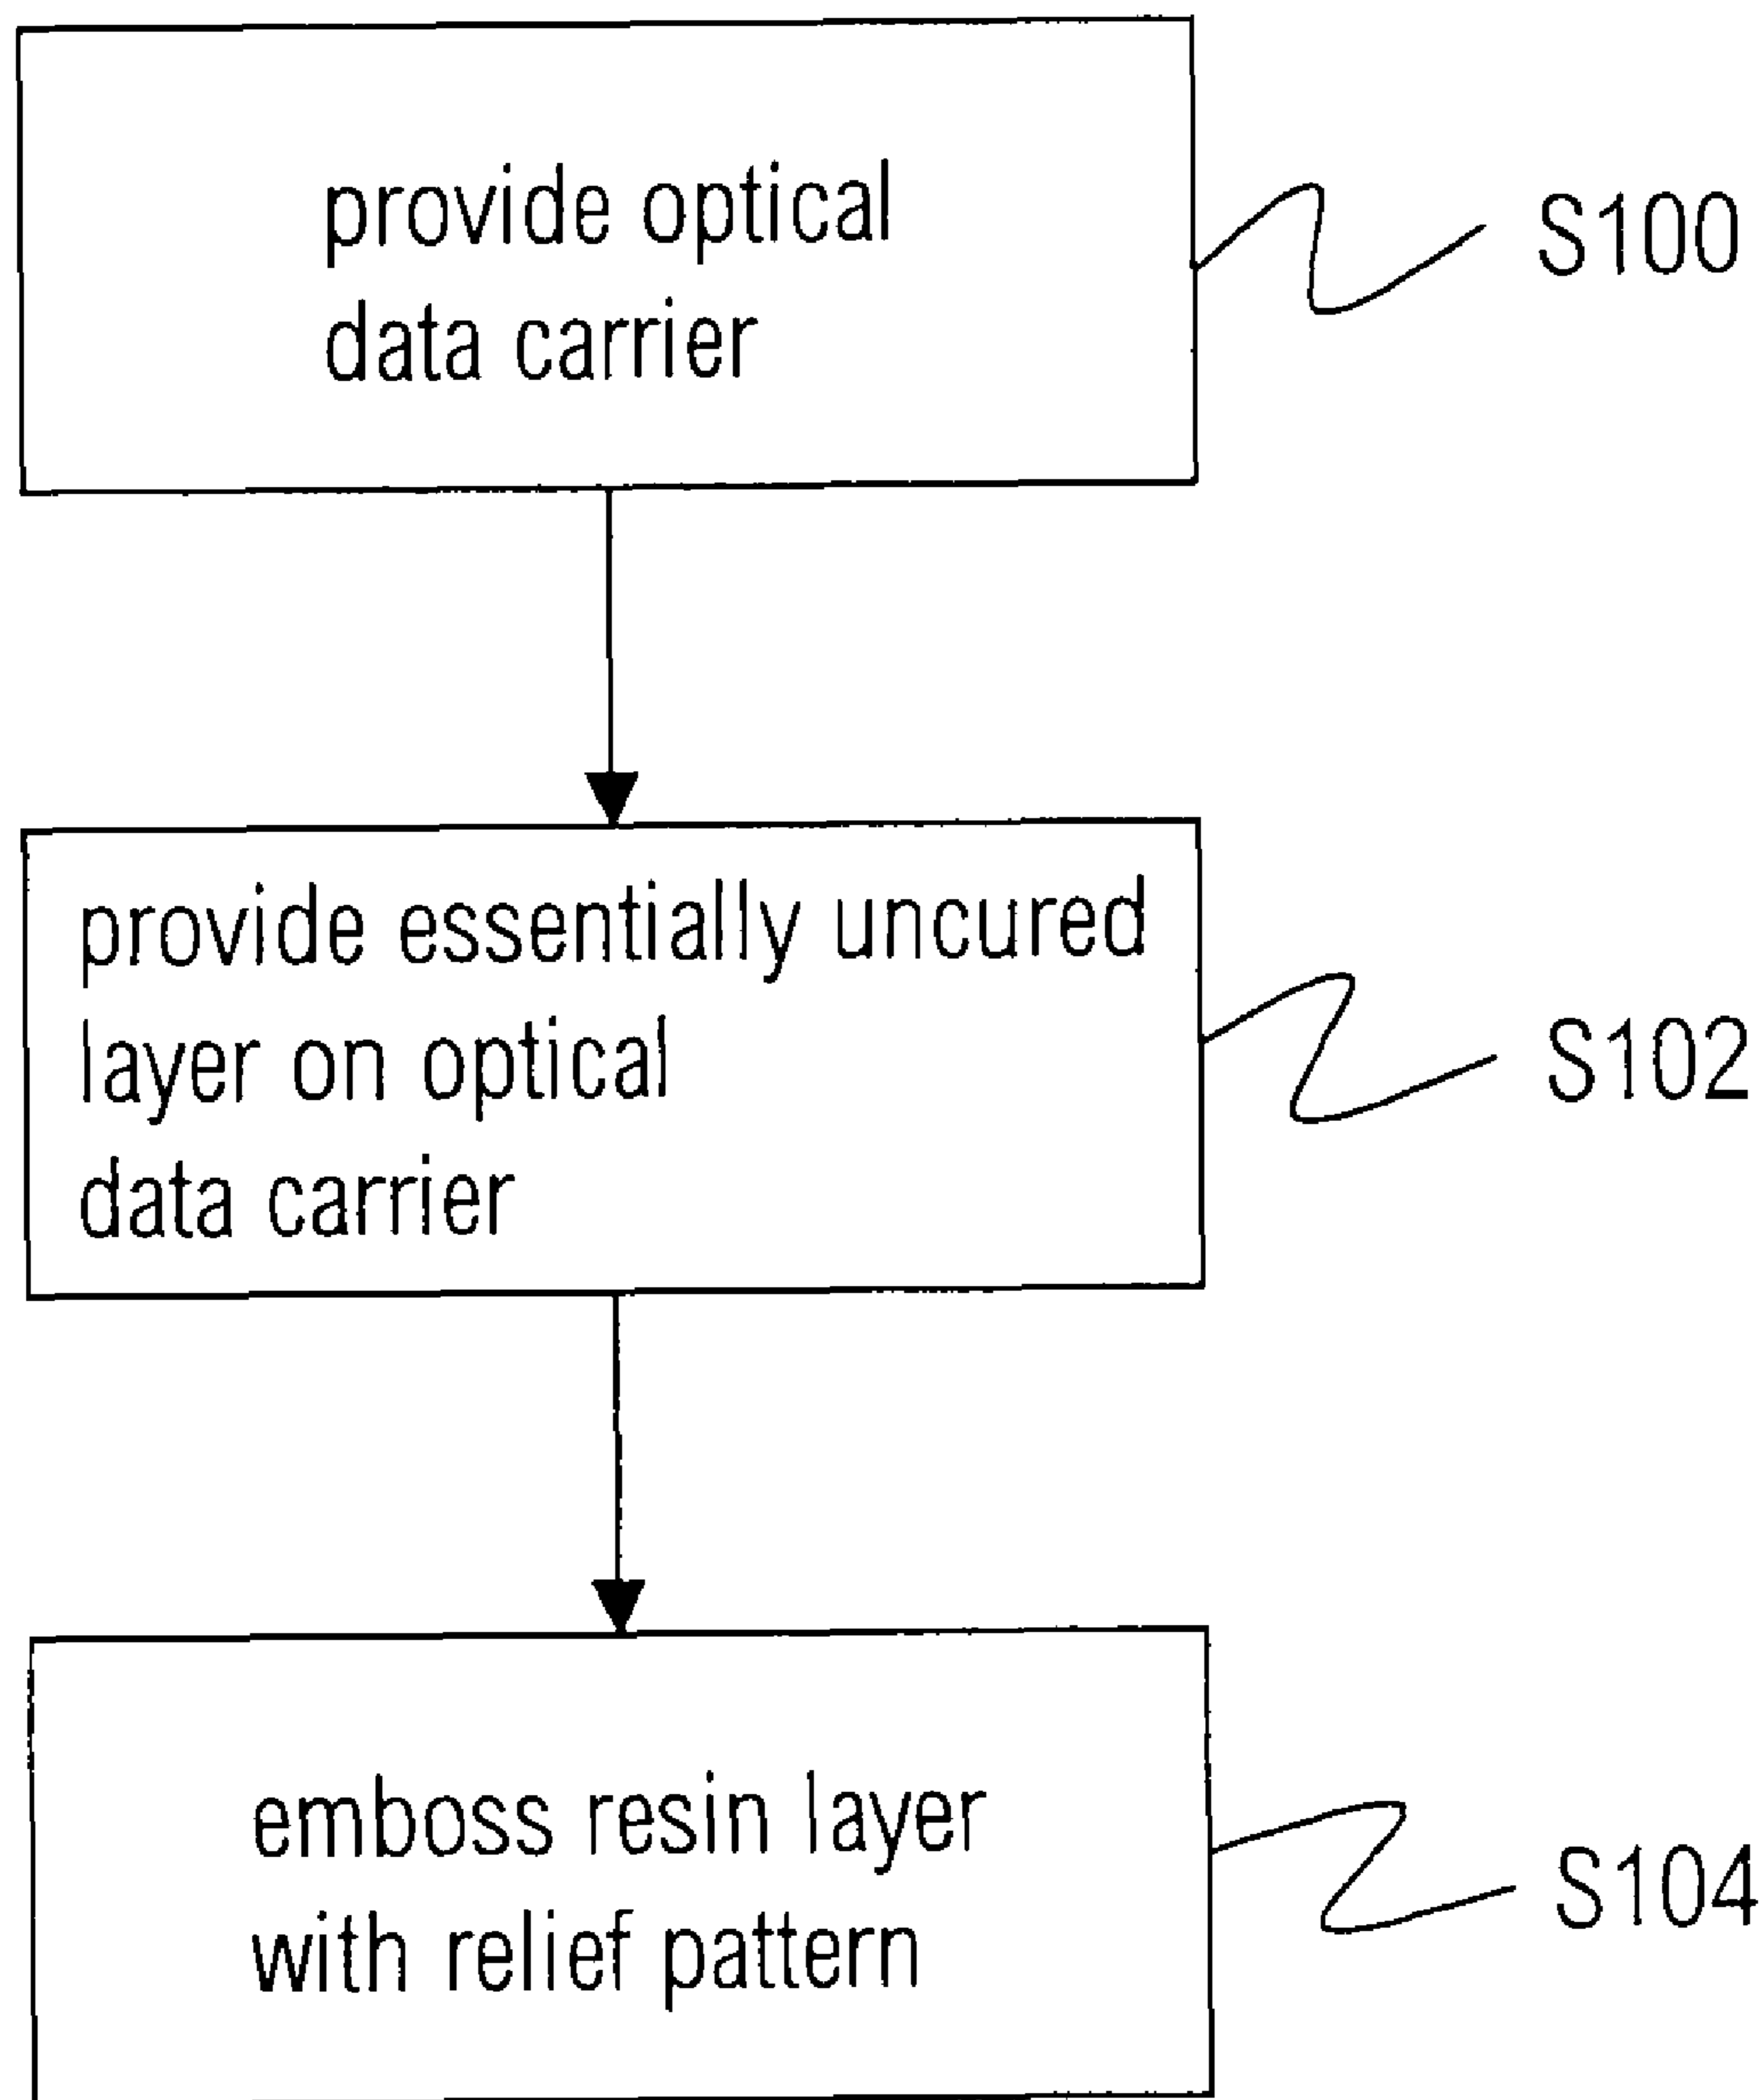 provide optical
data carrier
S100
provide essentially uncured
layer on optical
data carrier
S102
emboss resin layer
with relief pattern
S104